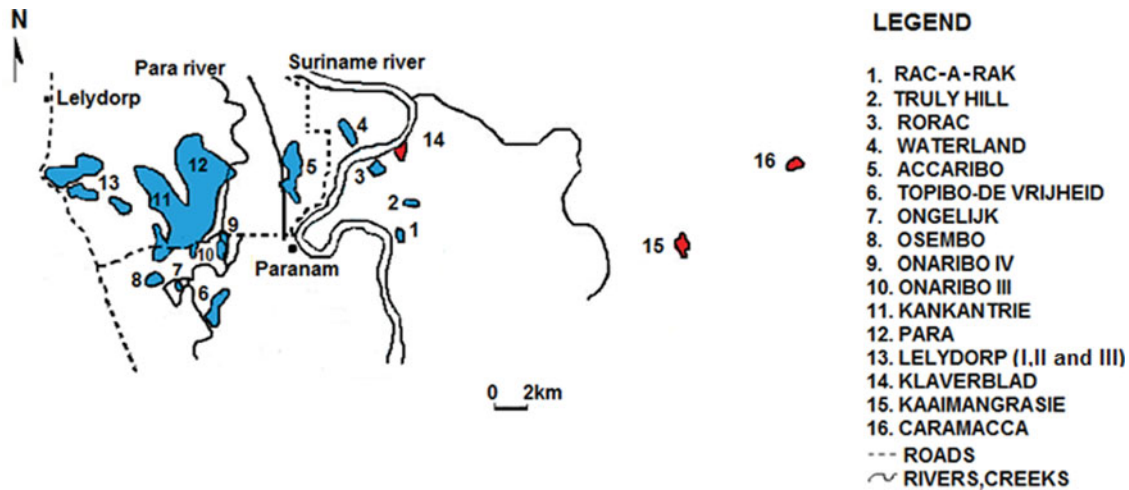 N
Lelydorp
Para river
Suriname river
4
14
12
5
3
16
13
11
2
9
1
15
10
Paranam
8
7
6
0 2km
LEGEND
1. RAC-A-RAK
2. TRULY HILL
3. RORAC
4. WATERLAND
5. ACCARIBO
6. TOPIBO-DE VRIJHEID
7. ONGELIJK
8. OSEMBO
9. ONARIBO IV
10. ONARIBO III
11. KANKANTRIE
12. PARA
13. LELYDORP (I,II and III)
14. KLAVERBLAD
15. KAAIMANGRASIE
16. CARAMACCA
ROADS
RIVERS,CREEKS